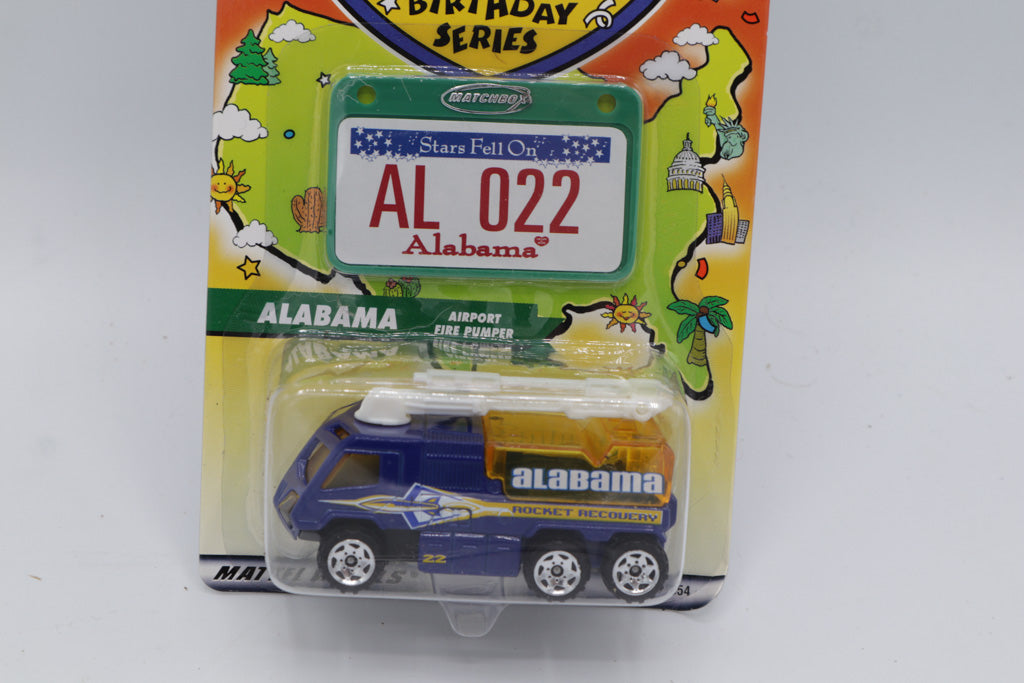 BIRTHDAY
SERIES
MATCHBOX
Stars Fell On
AL 022
Alabama
ALABAMA
AIRPORT
FIRE PUMPER
ALABAMA
ROCKET RECOVERY
22